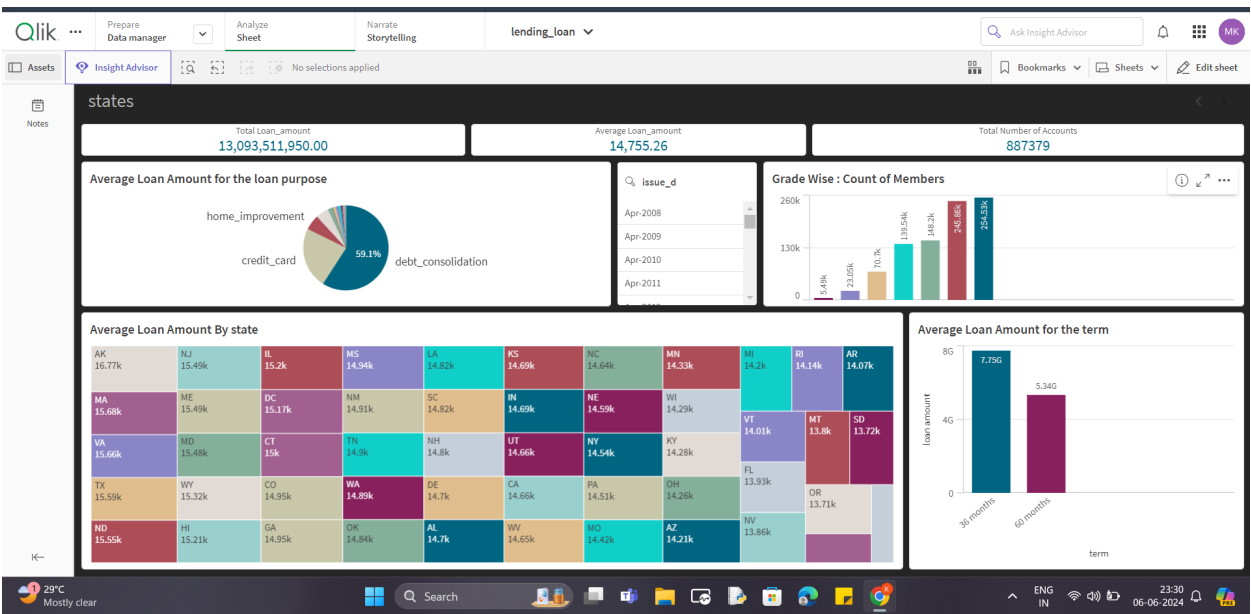 Qlik
Prepare
Data manager
Analyze
Sheet
Narrate
Storytelling
lending_loan
Ask Insight Advisor
MK
Assets
Insight Advisor
No selections applied
Bookmarks
Sheets
Edit sheet
Notes
states
Total Loan_amount
13,093,511,950.00
Average Loan_amount
14,755.26
Total Number of Accounts
887379
Average Loan Amount for the loan purpose
home_improvement
credit_card
59.1%
debt_consolidation
issue_d
Apr-2008
Apr-2009
Apr-2010
Apr-2011
Grade Wise : Count of Members
260k
130k
0
5.49k
23.05k
70.7k
139.54k
148.2k
245.86k
254.53k
Average Loan Amount By state
AK
16.77k
NJ
15.49k
IL
15.2k
MS
14.94k
LA
14.82k
KS
14.69k
NC
14.64k
MN
14.33k
MI
14.2k
RI
14.14k
AR
14.07k
MA
15.68k
ME
15.49k
DC
15.17k
NM
14.91k
SC
14.82k
IN
14.69k
NE
14.59k
WI
14.29k
VT
14.01k
MT
13.8k
SD
13.72k
VA
15.66k
MD
15.48k
CT
15k
TN
14.9k
NH
14.8k
UT
14.66k
NY
14.54k
KY
14.28k
FL
13.93k
TX
15.59k
WY
15.32k
CO
14.95k
WA
14.89k
DE
14.7k
CA
14.66k
PA
14.51k
OH
14.26k
OR
13.71k
ND
15.55k
HI
15.21k
GA
14.95k
OK
14.84k
AL
14.7k
WV
14.65k
MO
14.42k
AZ
14.21k
NV
13.86k
Average Loan Amount for the term
loan amount
8G
4G
0
7.75G
5.34G
36 months
60 months
term
1
29°C
Mostly clear
Search
ENG
IN
23:30
06-06-2024
PRE